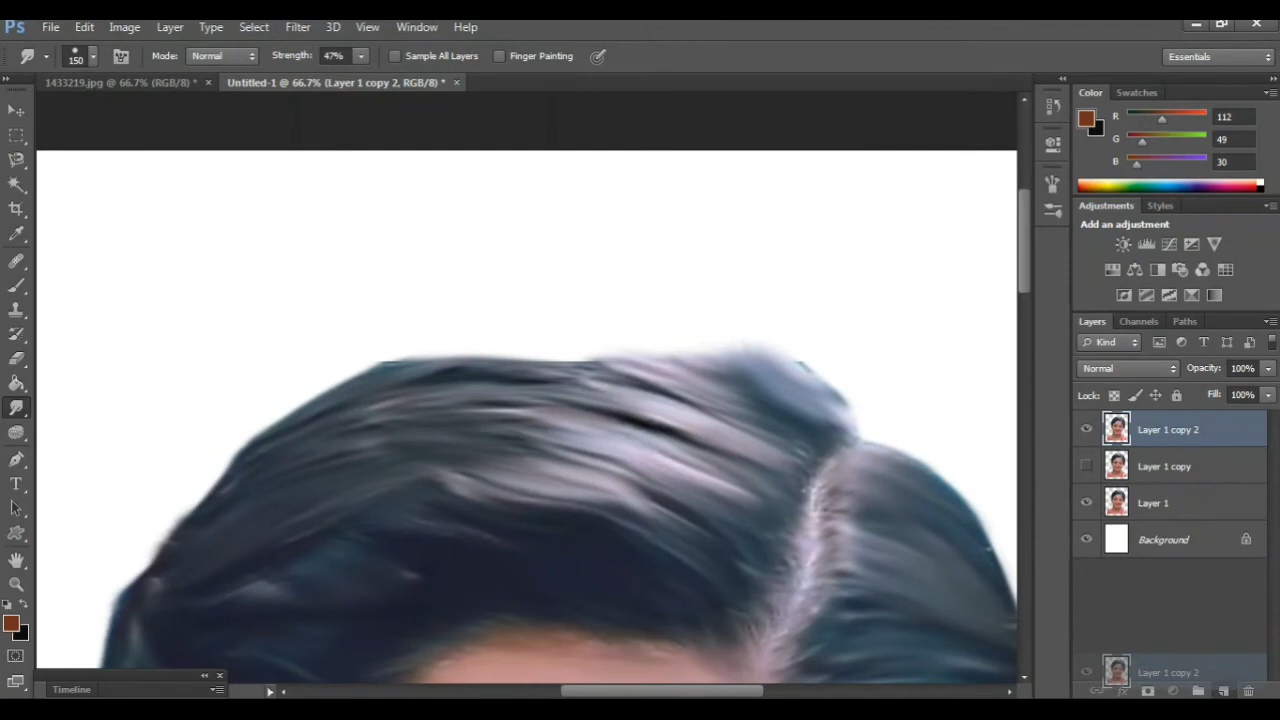 Ps File Edit Image Layer Type Select Filter 3D View Window Help
150 Mode: Normal Strength: 47% Sample All Layers Finger Painting Essentials
1433219.jpg @ 66.7% (RGB/8) * × Untitled-1 @ 66.7% (Layer 1 copy 2, RGB/8) * ×
Color Swatches
R 112
G 49
B 30
Adjustments Styles
Add an adjustment
Layers Channels Paths
Kind T
Normal Opacity: 100%
Lock: Fill: 100%
Layer 1 copy 2
Layer 1 copy
Layer 1
Background
Layer 1 copy 2
fx
T
Timeline